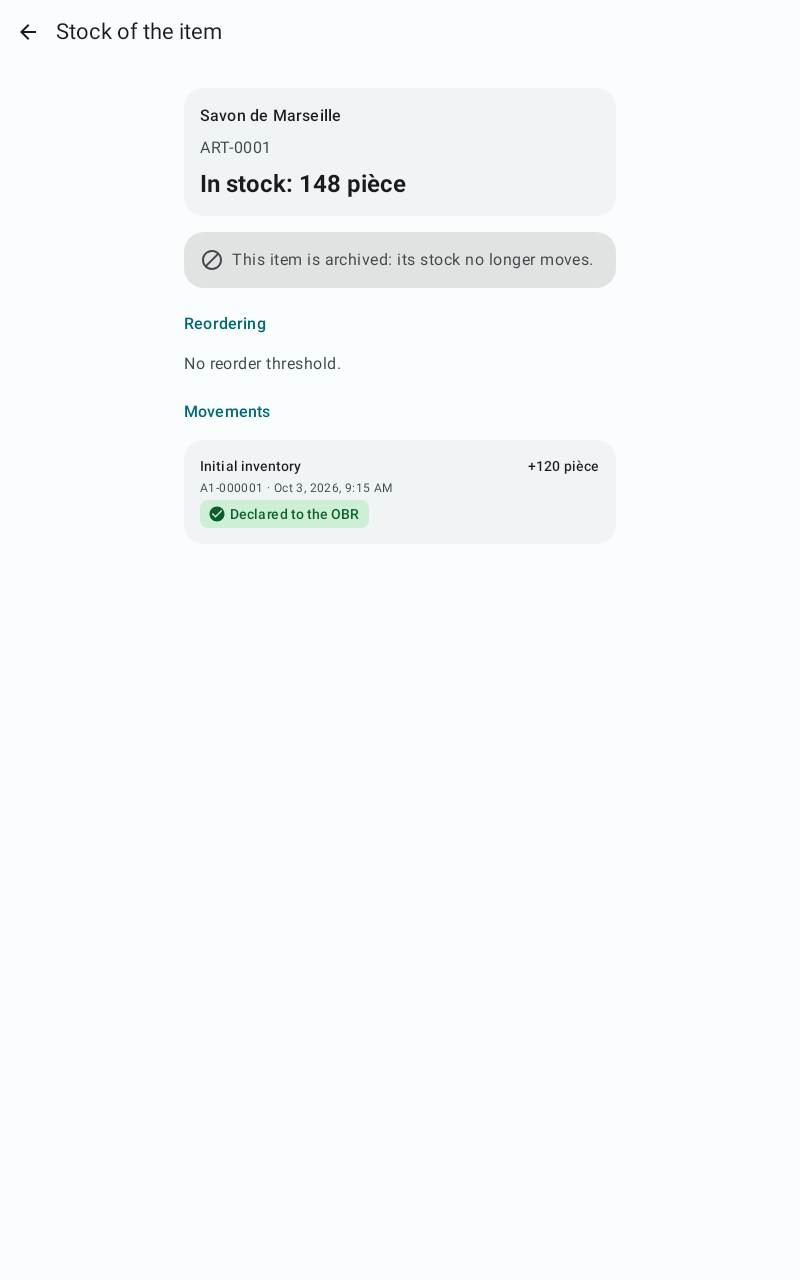 Stock of the item
Savon de Marseille
ART-0001
In stock: 148 pièce
This item is archived: its stock no longer moves.
Reordering
No reorder threshold.
Movements
Initial inventory +120 pièce
A1-000001 · Oct 3, 2026, 9:15 AM
Declared to the OBR